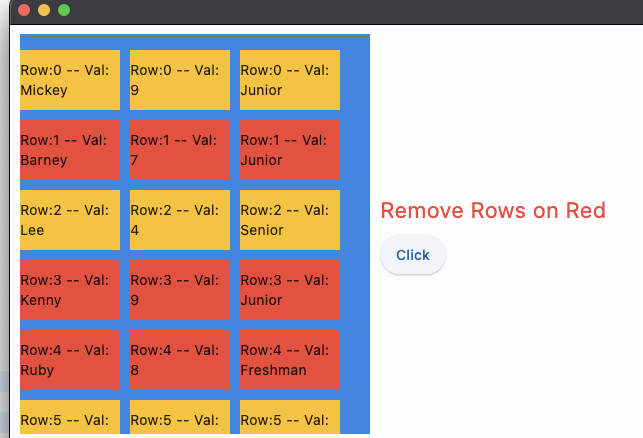 Row:0 -- Val:
Mickey
Row:0 -- Val:
9
Row:0 -- Val:
Junior
Row:1 -- Val:
Barney
Row:1 -- Val:
7
Row:1 -- Val:
Junior
Row:2 -- Val:
Lee
Row:2 -- Val:
4
Row:2 -- Val:
Senior
Row:3 -- Val:
Kenny
Row:3 -- Val:
9
Row:3 -- Val:
Junior
Row:4 -- Val:
Ruby
Row:4 -- Val:
8
Row:4 -- Val:
Freshman
Row:5 -- Val:
Row:5 -- Val:
Row:5 -- Val:
Remove Rows on Red
Click